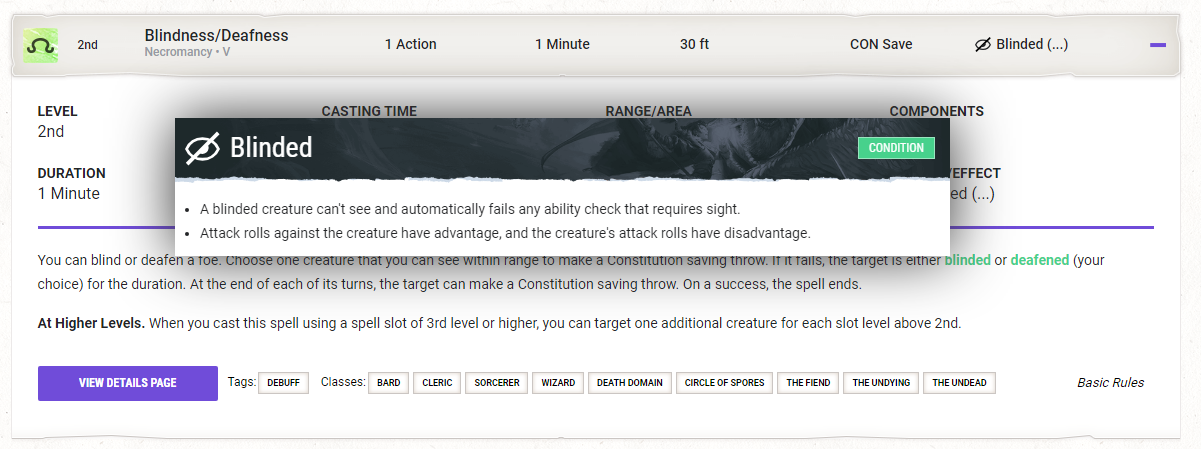 2nd
Blindness/Deafness
Necromancy • V
1 Action
1 Minute
30 ft
CON Save
Blinded (...)
LEVEL
CASTING TIME
RANGE/AREA
COMPONENTS
2nd
Blinded
CONDITION
DURATION
/EFFECT
1 Minute
ed (...)
• A blinded creature can't see and automatically fails any ability check that requires sight.
• Attack rolls against the creature have advantage, and the creature's attack rolls have disadvantage.
You can blind or deafen a foe. Choose one creature that you can see within range to make a Constitution saving throw. If it fails, the target is either blinded or deafened (your
choice) for the duration. At the end of each of its turns, the target can make a Constitution saving throw. On a success, the spell ends.
At Higher Levels. When you cast this spell using a spell slot of 3rd level or higher, you can target one additional creature for each slot level above 2nd.
VIEW DETAILS PAGE
Tags: DEBUFF
Classes: BARD CLERIC SORCERER WIZARD DEATH DOMAIN CIRCLE OF SPORES THE FIEND THE UNDYING THE UNDEAD
Basic Rules